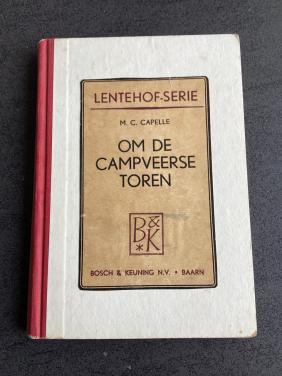 LENTEHOF-SERIE
M. C. CAPELLE
OM DE
CAMPVEERSE
TOREN
B&K
BOSCH & KEUNING N.V. • BAARN